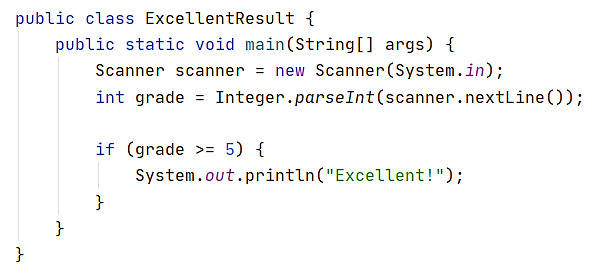 public class ExcellentResult {
    public static void main(String[] args) {
        Scanner scanner = new Scanner(System.in);
        int grade = Integer.parseInt(scanner.nextLine());

        if (grade >= 5) {
            System.out.println("Excellent!");
        }
    }
}